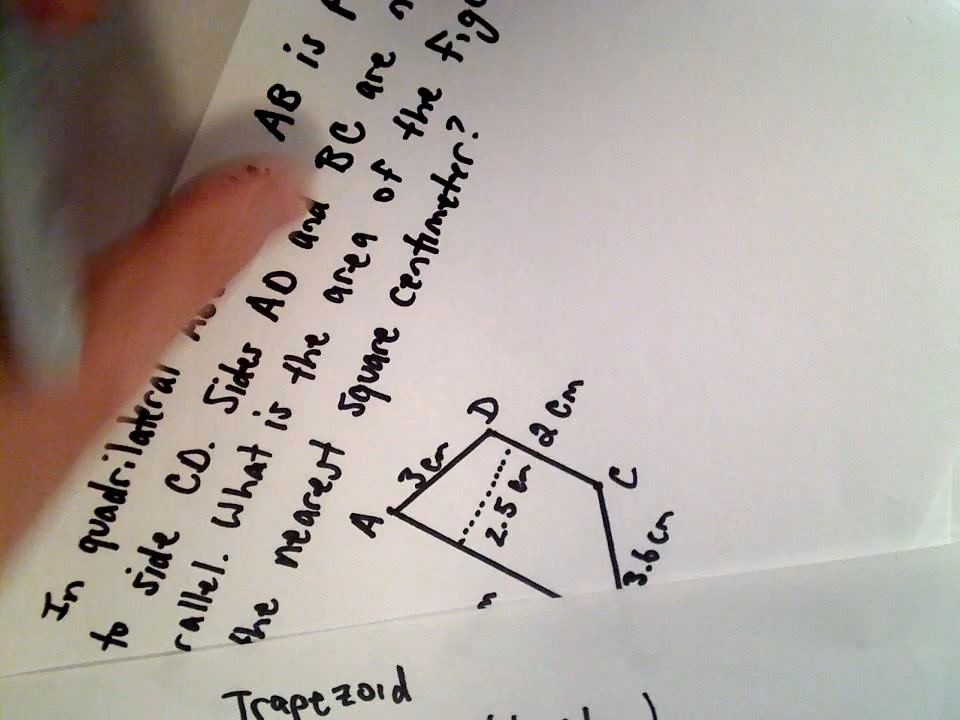 In quadrilateral AB is
to side CD. Sides AD and BC are
rallel. What is the area of the
the nearest square centimeter?
A
3 cm
D
2 cm
2.5 cm
C
3.6 cm
Trapezoid